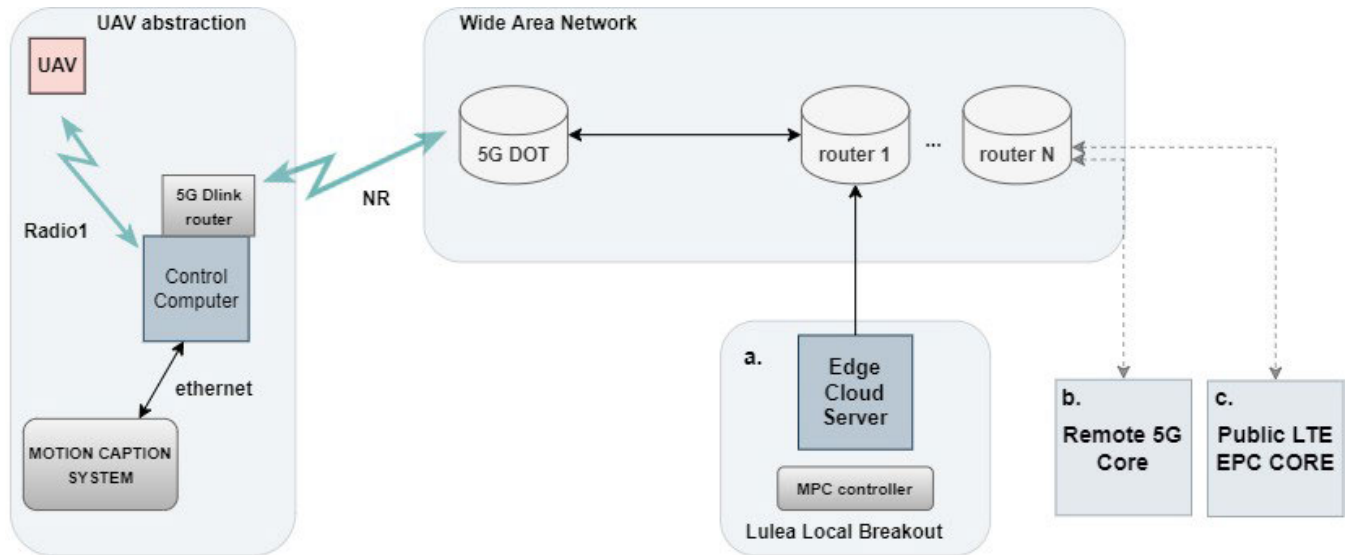 UAV abstraction
UAV
Radio1
5G Dlink
router
Control
Computer
ethernet
MOTION CAPTION
SYSTEM
NR
Wide Area Network
5G DOT
router 1
...
router N
a.
Edge
Cloud
Server
MPC controller
Lulea Local Breakout
b.
Remote 5G
Core
c.
Public LTE
EPC CORE